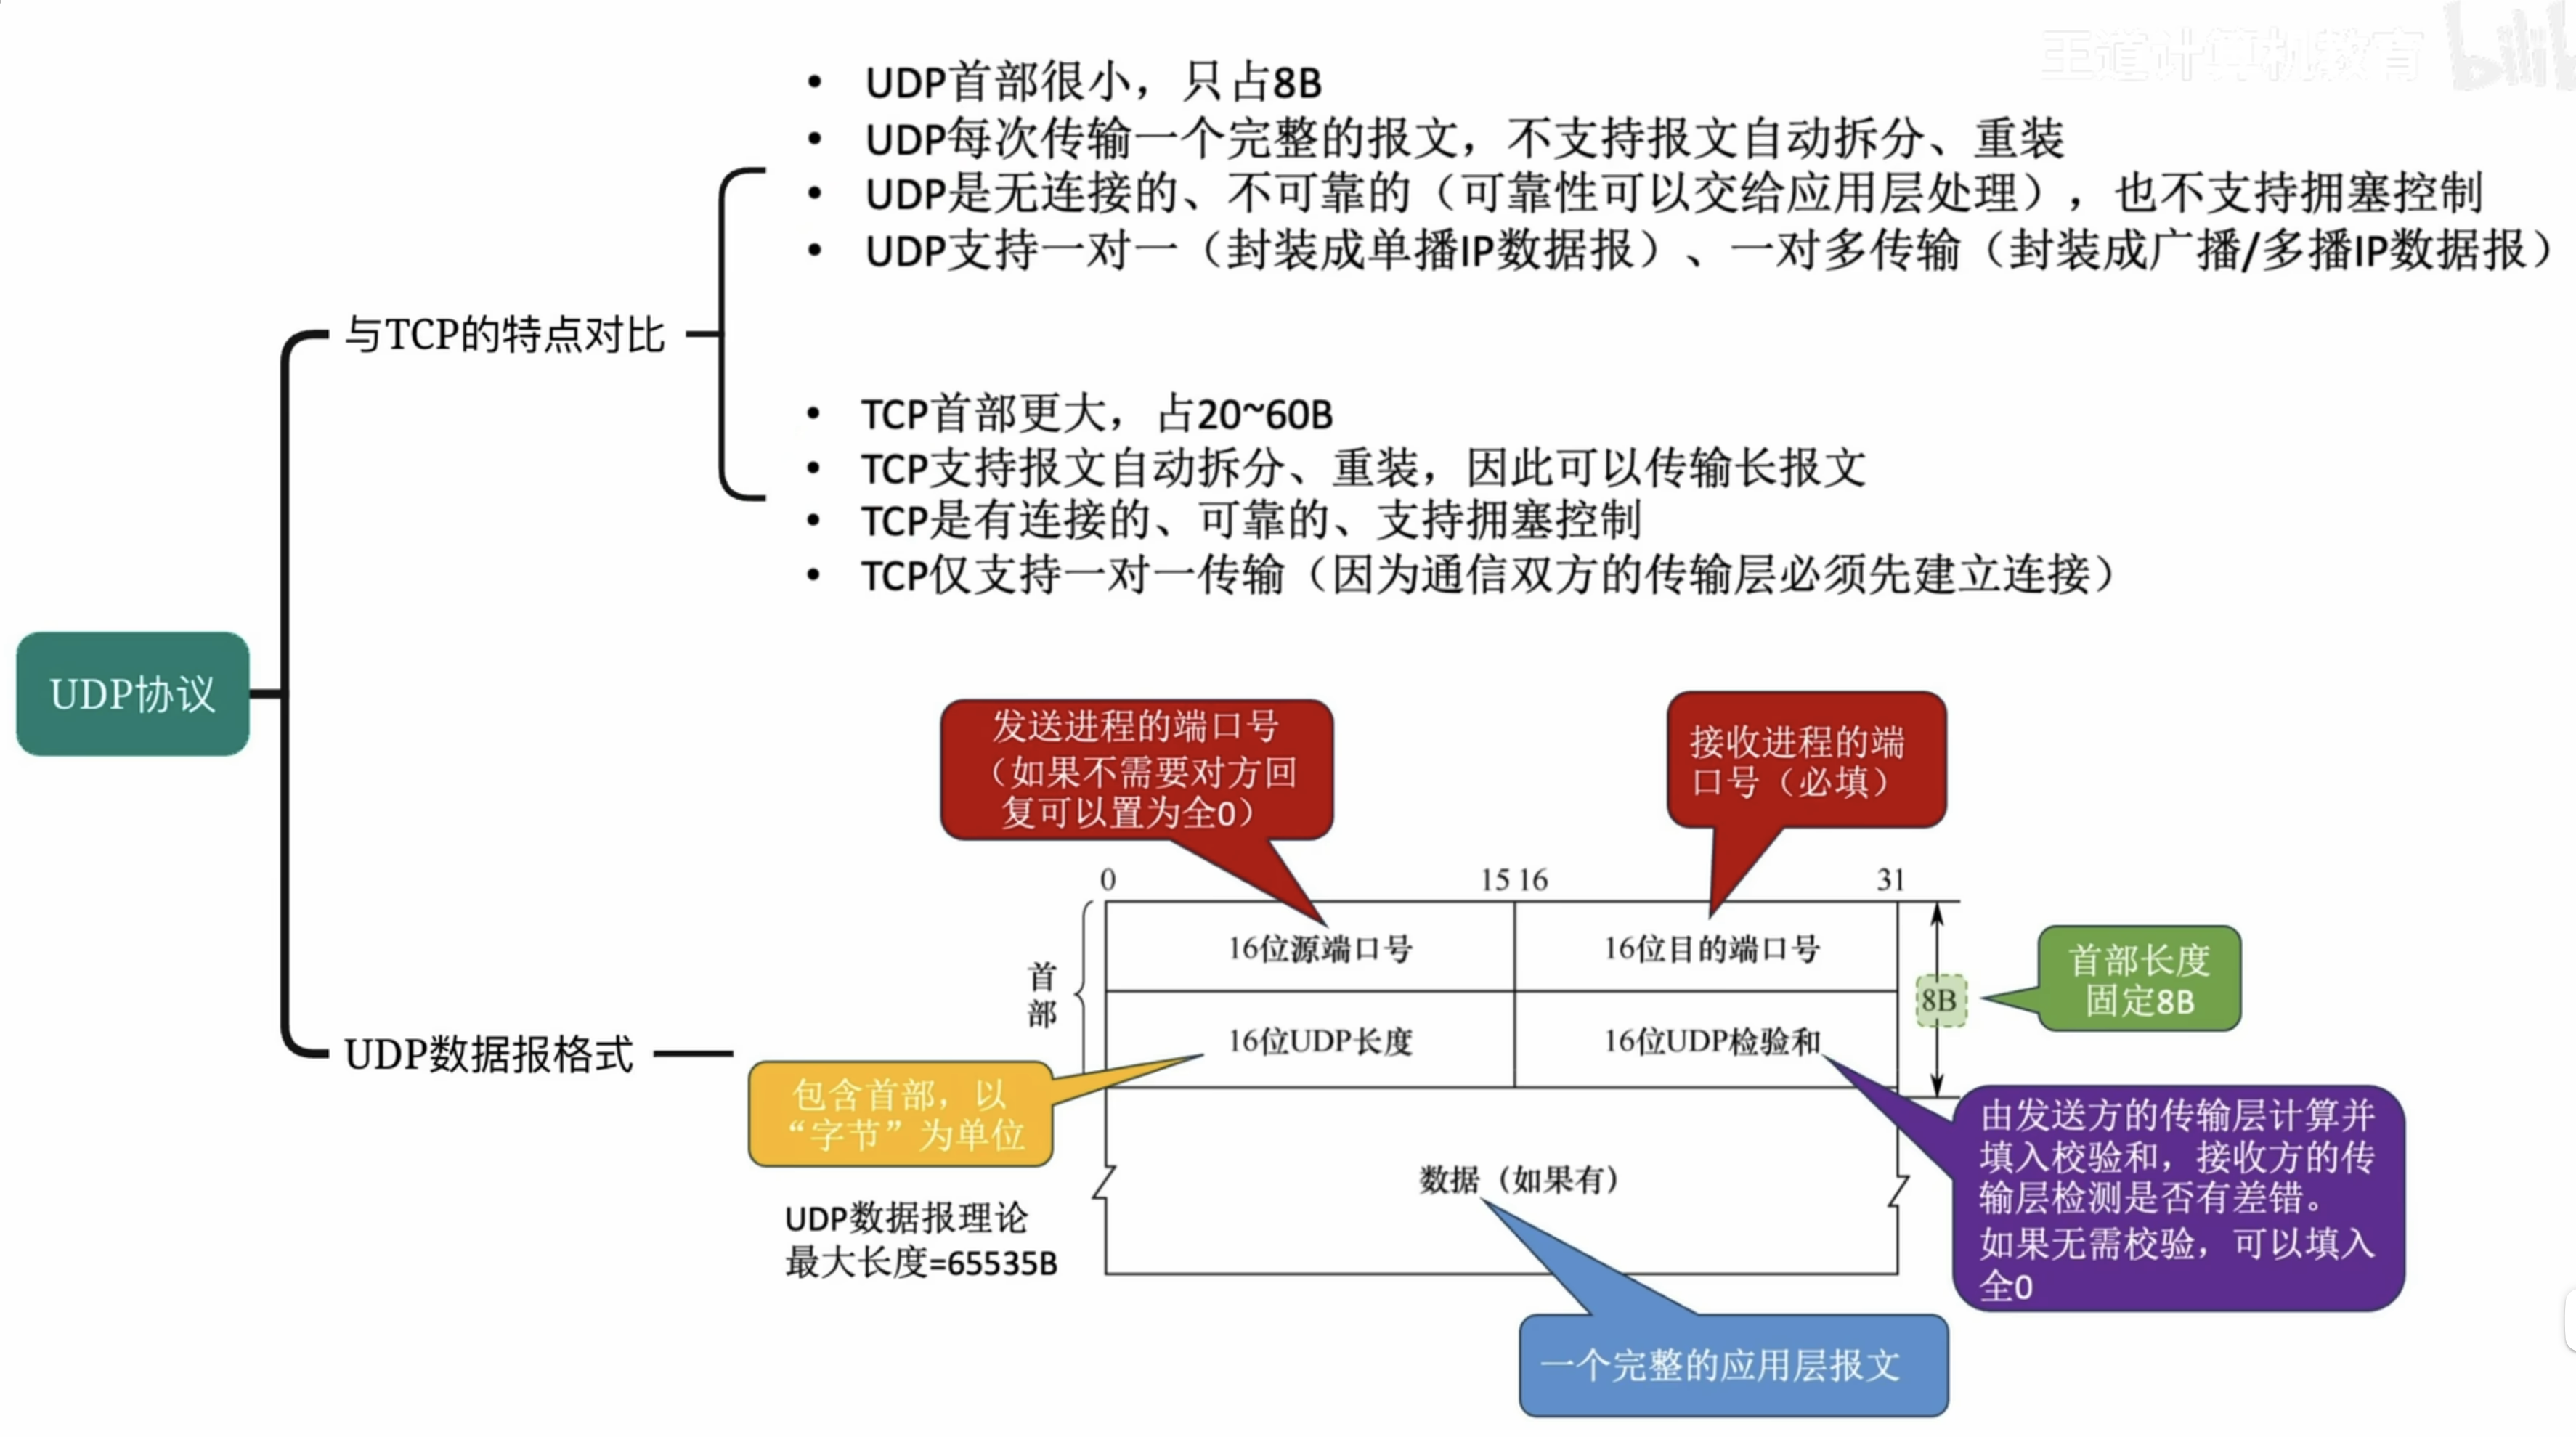 王道计算机教育
bili
UDP首部很小，只占8B
UDP每次传输一个完整的报文，不支持报文自动拆分、重装
UDP是无连接的、不可靠的（可靠性可以交给应用层处理），也不支持拥塞控制
UDP支持一对一（封装成单播IP数据报）、一对多传输（封装成广播/多播IP数据报）
与TCP的特点对比
TCP首部更大，占20~60B
TCP支持报文自动拆分、重装，因此可以传输长报文
TCP是有连接的、可靠的、支持拥塞控制
TCP仅支持一对一传输（因为通信双方的传输层必须先建立连接）
UDP协议
发送进程的端口号
（如果不需要对方回
复可以置为全0）
接收进程的端
口号（必填）
0 15 16 31
16位源端口号 16位目的端口号
首
部
8B
首部长度
固定8B
16位UDP长度 16位UDP检验和
UDP数据报格式
包含首部，以
“字节”为单位
由发送方的传输层计算并
填入校验和，接收方的传
输层检测是否有差错。
如果无需校验，可以填入
全0
数据（如果有）
UDP数据报理论
最大长度=65535B
一个完整的应用层报文